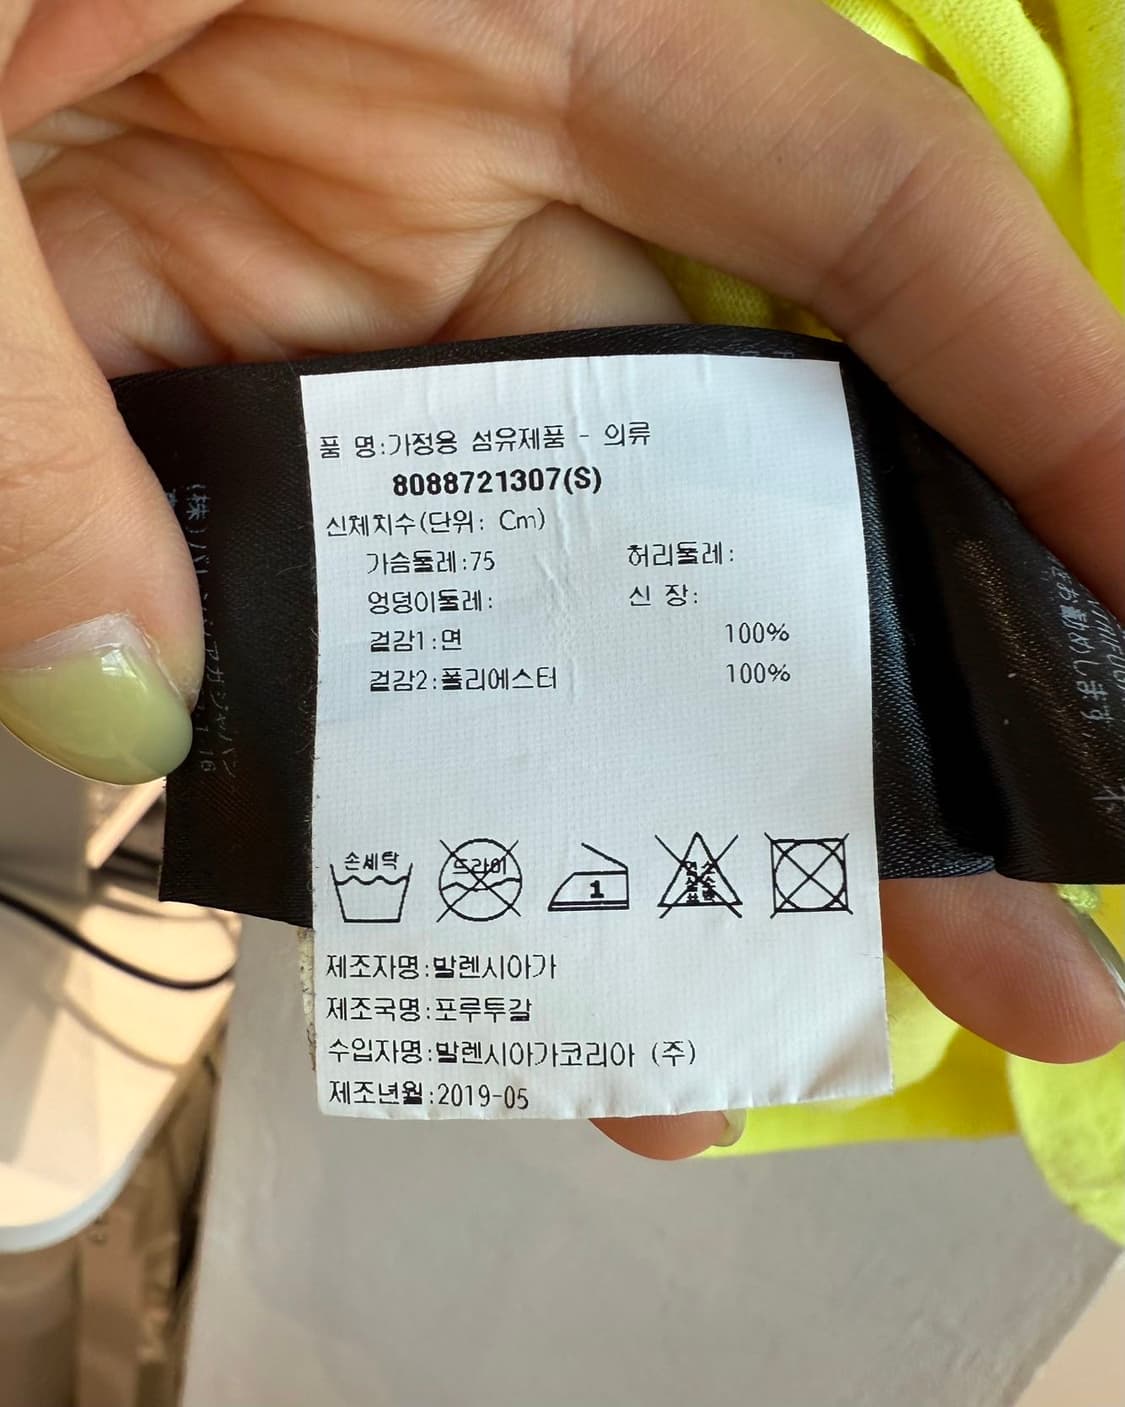 품 명:가정용 섬유제품 - 의류
8088721307(S)
신체치수(단위: Cm)
가슴둘레:75 허리둘레:
엉덩이둘레: 신 장:
겉감1:면 100%
겉감2:폴리에스터 100%
손세탁
드라이
1
제조자명:발렌시아가
제조국명:포루투갈
수입자명:발렌시아가코리아 (주)
제조년월:2019-05